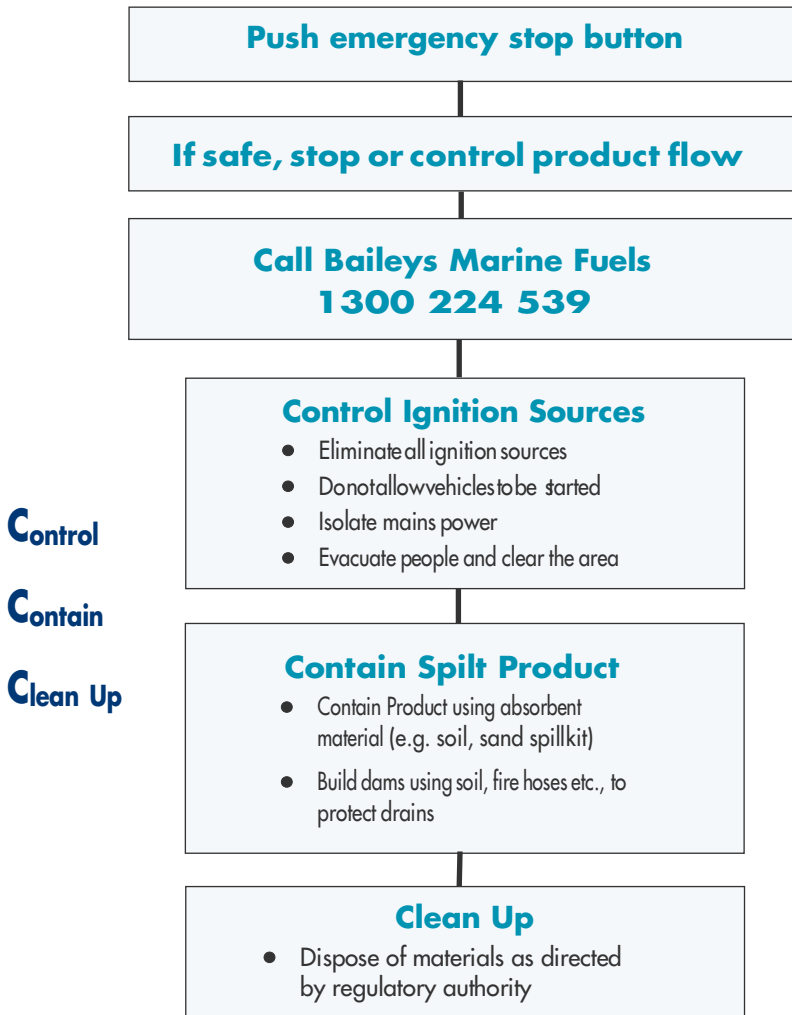 Push emergency stop button
If safe, stop or control product flow
Call Baileys Marine Fuels
1300 224 539
Control Ignition Sources
• Eliminate all ignition sources
• Do not allow vehicles to be started
• Isolate mains power
• Evacuate people and clear the area
Control
Contain
Clean Up
Contain Spilt Product
• Contain Product using absorbent
material (e.g. soil, sand spillkit)
• Build dams using soil, fire hoses etc., to
protect drains
Clean Up
• Dispose of materials as directed
by regulatory authority